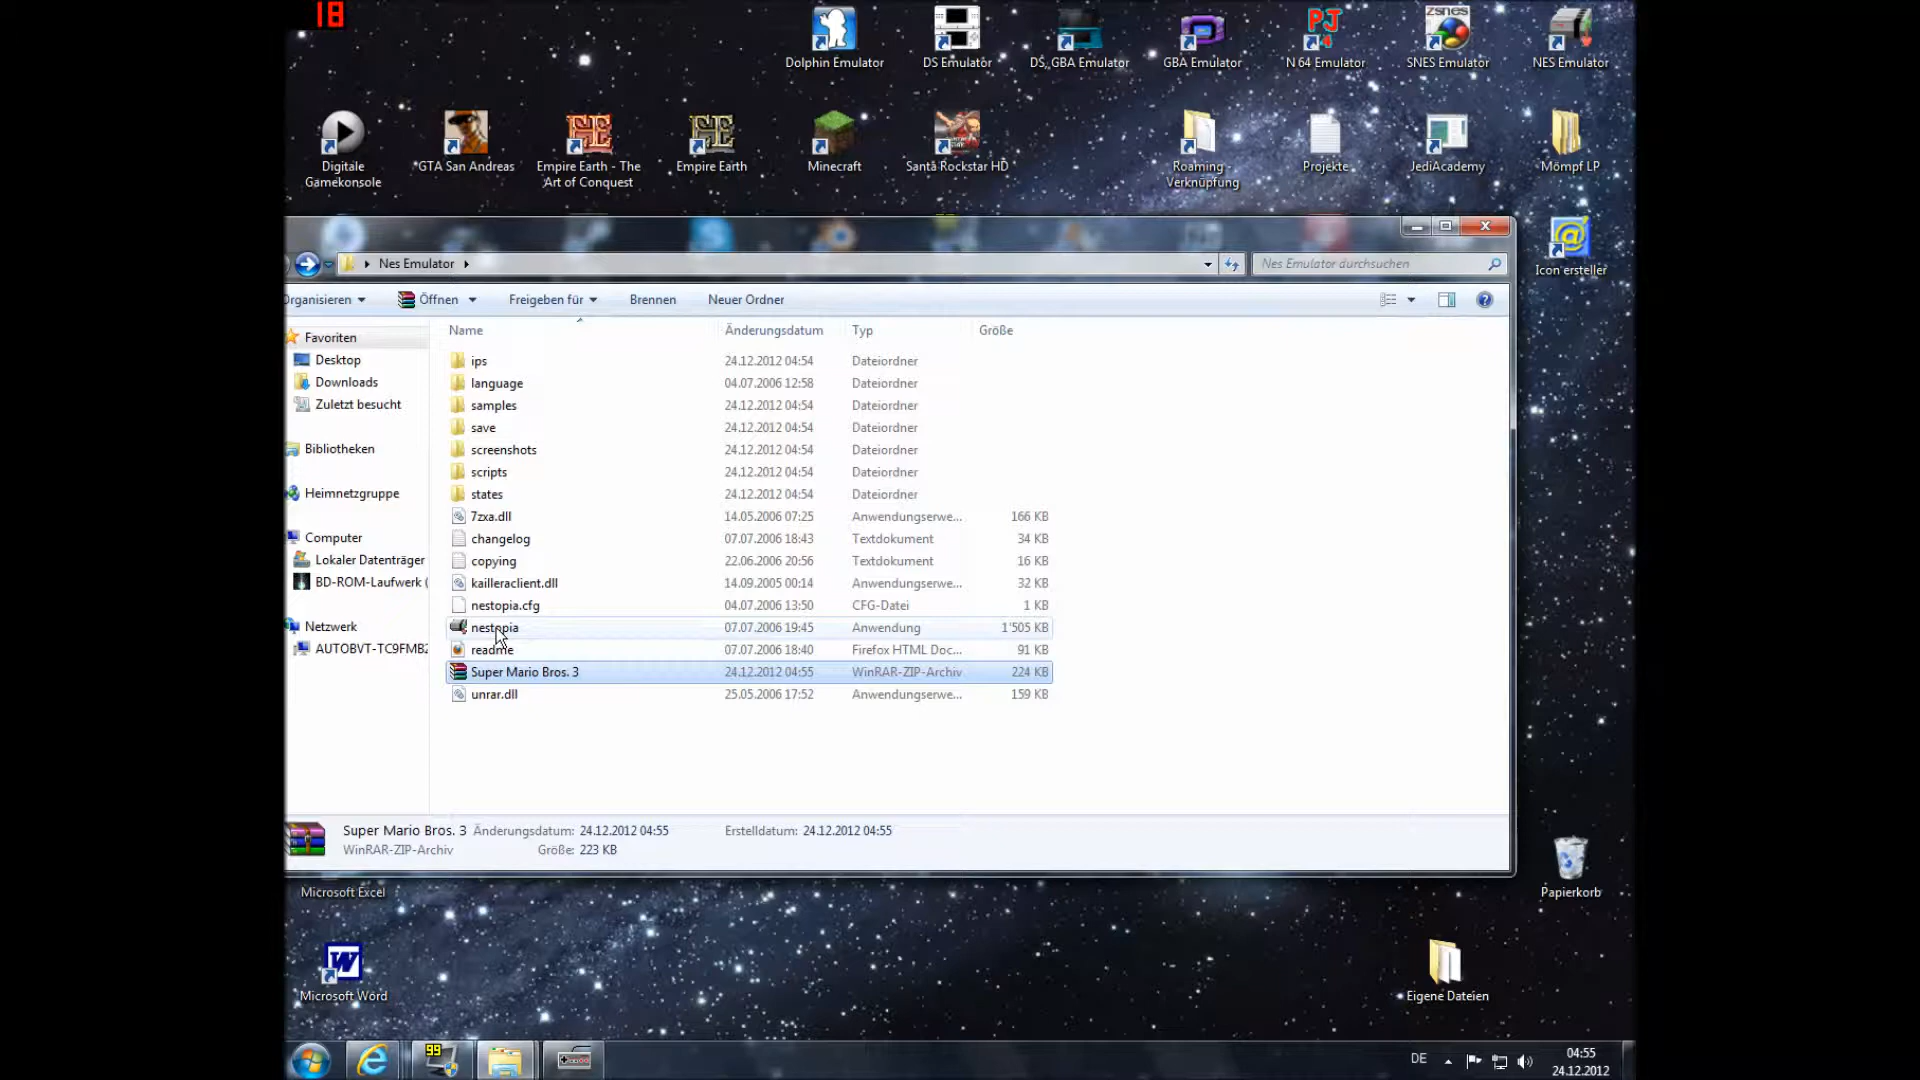 18
Dolphin Emulator
DS Emulator
DS, GBA Emulator
GBA Emulator
N 64 Emulator
zsnes
SNES Emulator
NES Emulator
Digitale
Gamekonsole
GTA San Andreas
Empire Earth - The
Art of Conquest
Empire Earth
Minecraft
Santa Rockstar HD
Roaming -
Verknüpfung
Projekte
JediAcademy
Mömpf LP
Icon ersteller
Nes Emulator
Nes Emulator durchsuchen
Organisieren
Öffnen
Freigeben für
Brennen
Neuer Ordner
Name Änderungsdatum Typ Größe
Favoriten
Desktop
Downloads
Zuletzt besucht
Bibliotheken
Heimnetzgruppe
Computer
Lokaler Datenträger
BD-ROM-Laufwerk (
Netzwerk
AUTOBVT-TC9FMB2
ips 24.12.2012 04:54 Dateiordner
language 04.07.2006 12:58 Dateiordner
samples 24.12.2012 04:54 Dateiordner
save 24.12.2012 04:54 Dateiordner
screenshots 24.12.2012 04:54 Dateiordner
scripts 24.12.2012 04:54 Dateiordner
states 24.12.2012 04:54 Dateiordner
7zxa.dll 14.05.2006 07:25 Anwendungserwe... 166 KB
changelog 07.07.2006 18:43 Textdokument 34 KB
copying 22.06.2006 20:56 Textdokument 16 KB
kailleraclient.dll 14.09.2005 00:14 Anwendungserwe... 32 KB
nestopia.cfg 04.07.2006 13:50 CFG-Datei 1 KB
nestopia 07.07.2006 19:45 Anwendung 1'505 KB
readme 07.07.2006 18:40 Firefox HTML Doc... 91 KB
Super Mario Bros. 3 24.12.2012 04:55 WinRAR-ZIP-Archiv 224 KB
unrar.dll 25.05.2006 17:52 Anwendungserwe... 159 KB
Super Mario Bros. 3 Änderungsdatum: 24.12.2012 04:55 Erstelldatum: 24.12.2012 04:55
WinRAR-ZIP-Archiv Größe: 223 KB
Microsoft Excel
Papierkorb
Microsoft Word
Eigene Dateien
99
DE
04:55
24.12.2012